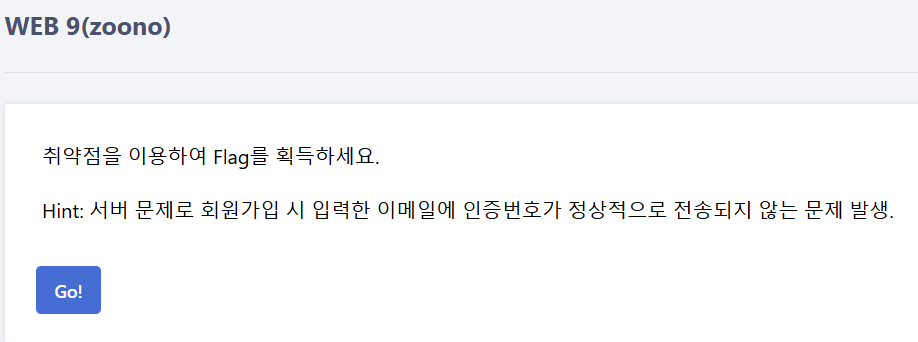 WEB 9(zoono)
취약점을 이용하여 Flag를 획득하세요.
Hint: 서버 문제로 회원가입 시 입력한 이메일에 인증번호가 정상적으로 전송되지 않는 문제 발생.
Go!